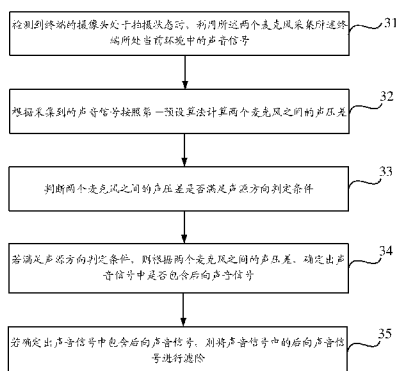 检测到终端的摄像头处于拍摄状态时，利用所述两个麦克风采集所述终
端所处当前环境中的声音信号
31
根据采集到的声音信号按照第一预设算法计算两个麦克风之间的声压差
32
判断两个麦克风之间的声压差是否满足声源方向判定条件
33
若满足声源方向判定条件，则根据两个麦克风之间的声压差，确定出声
音信号中是否包含后向声音信号
34
若确定出声音信号中包含后向声音信号，则将声音信号中的后向声音信
号进行滤除
35